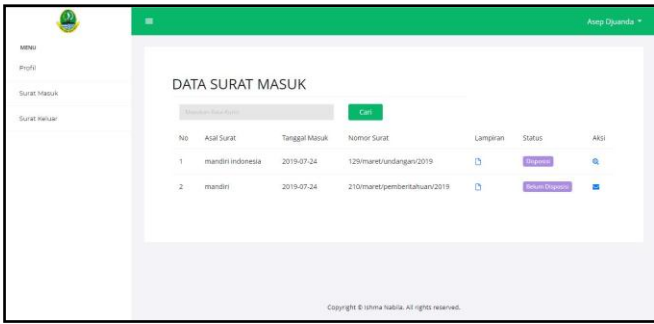 Asep Djuanda
MENU
Profil
Surat Masuk
Surat Keluar
DATA SURAT MASUK
Cari
No Asal Surat Tanggal Masuk Nomor Surat Lampiran Status Aksi
1 mandiri indonesia 2019-07-24 129/maret/undangan/2019 Disposisi
2 mandiri 2019-07-24 210/maret/pemberitahuan/2019 Belum Disposisi
Copyright © Ishma Nabila. All rights reserved.